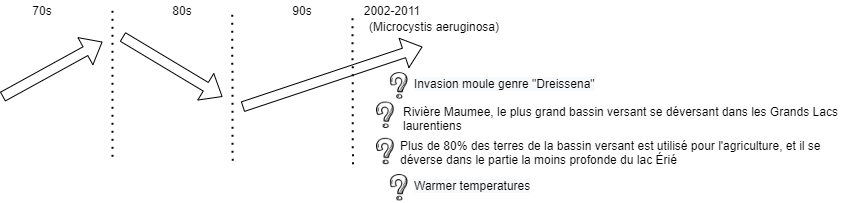 70s
80s
90s
2002-2011
(Microcystis aeruginosa)
Invasion moule genre "Dreissena"
Rivière Maumee, le plus grand bassin versant se déversant dans les Grands Lacs
laurentiens
Plus de 80% des terres de la bassin versant est utilisé pour l'agriculture, et il se
déverse dans le partie la moins profonde du lac Érié
Warmer temperatures